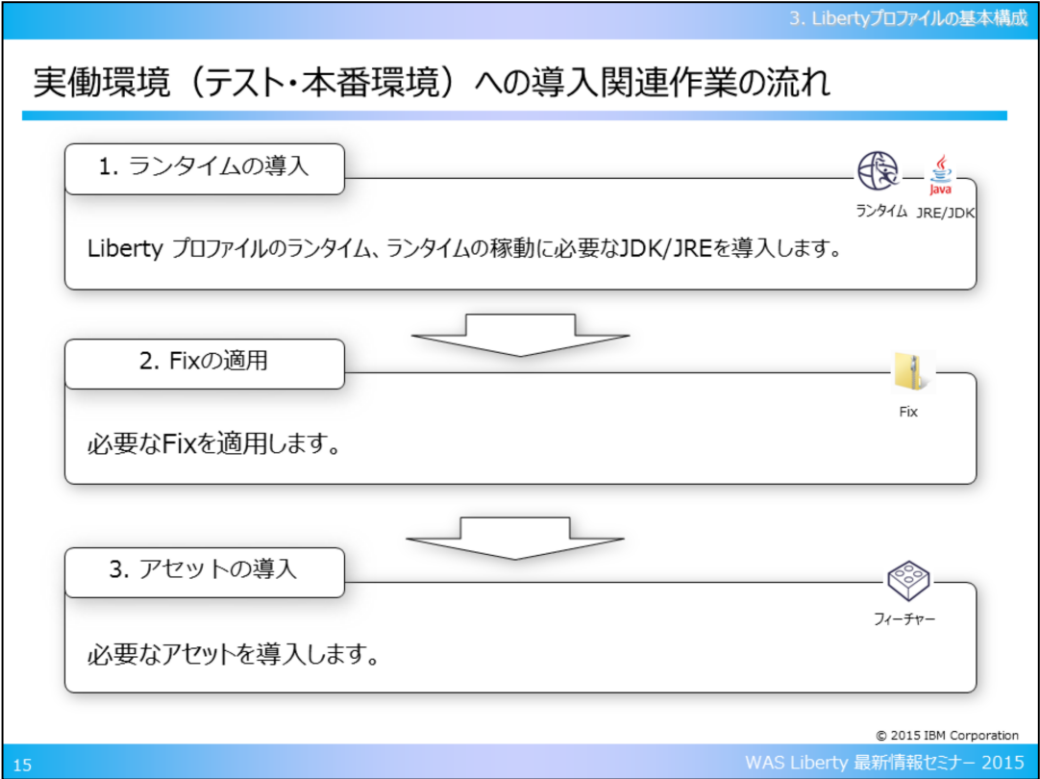 3. Libertyプロファイルの基本構成
実働環境（テスト・本番環境）への導入関連作業の流れ
1. ランタイムの導入
ランタイム
Java
JRE/JDK
Liberty プロファイルのランタイム、ランタイムの稼動に必要なJDK/JREを導入します。
2. Fixの適用
Fix
必要なFixを適用します。
3. アセットの導入
フィーチャー
必要なアセットを導入します。
© 2015 IBM Corporation
15
WAS Liberty 最新情報セミナー 2015